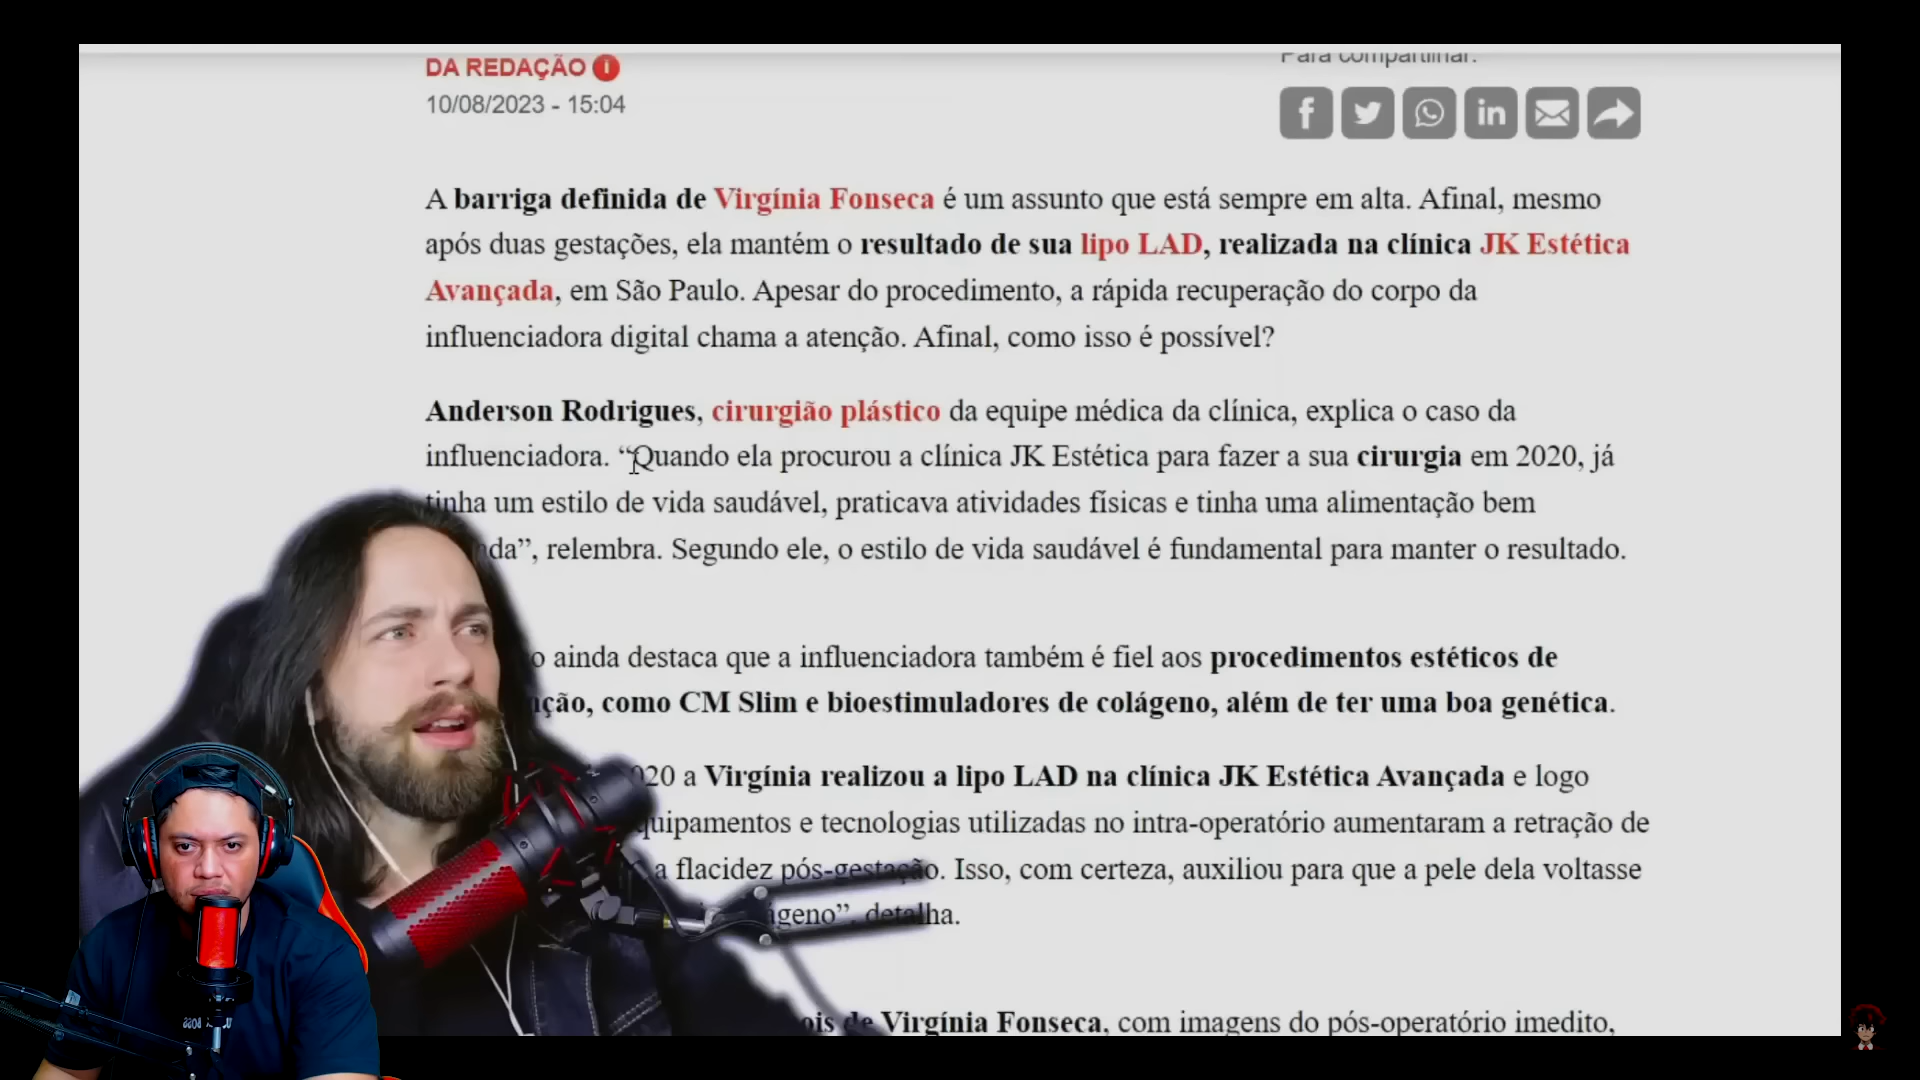 DA REDAÇÃO
10/08/2023 - 15:04
Para compartilhar:
A barriga definida de Virgínia Fonseca é um assunto que está sempre em alta. Afinal, mesmo
após duas gestações, ela mantém o resultado de sua lipo LAD, realizada na clínica JK Estética
Avançada, em São Paulo. Apesar do procedimento, a rápida recuperação do corpo da
influenciadora digital chama a atenção. Afinal, como isso é possível?
Anderson Rodrigues, cirurgião plástico da equipe médica da clínica, explica o caso da
influenciadora. “Quando ela procurou a clínica JK Estética para fazer a sua cirurgia em 2020, já
tinha um estilo de vida saudável, praticava atividades físicas e tinha uma alimentação bem
nda”, relembra. Segundo ele, o estilo de vida saudável é fundamental para manter o resultado.
o ainda destaca que a influenciadora também é fiel aos procedimentos estéticos de
nção, como CM Slim e bioestimuladores de colágeno, além de ter uma boa genética.
020 a Virgínia realizou a lipo LAD na clínica JK Estética Avançada e logo
quipamentos e tecnologias utilizadas no intra-operatório aumentaram a retração de
a flacidez pós-gestação. Isso, com certeza, auxiliou para que a pele dela voltasse
ágeno”, detalha.
ois de Virgínia Fonseca, com imagens do pós-operatório imedito,